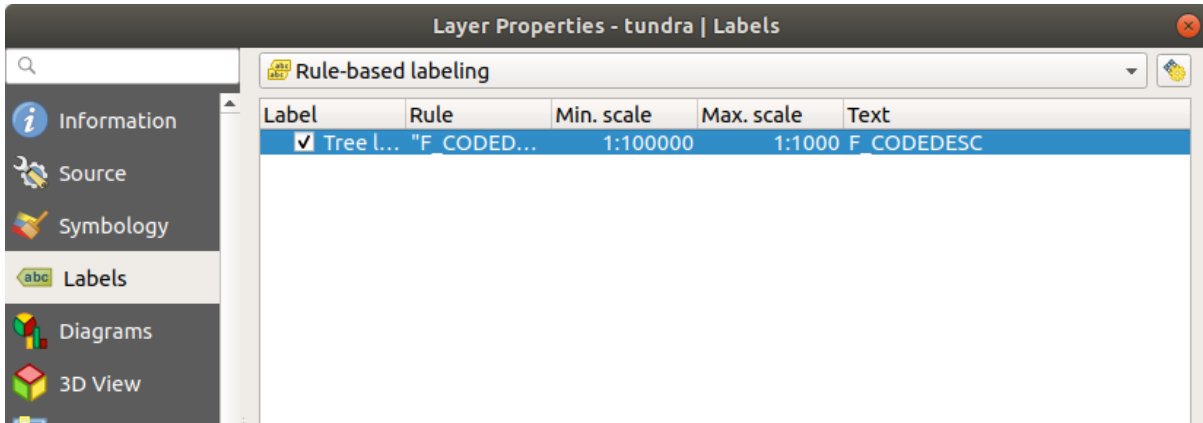 Layer Properties - tundra | Labels
Rule-based labeling
Information
Source
Symbology
abc Labels
Diagrams
3D View
Label Rule Min. scale Max. scale Text
Tree l... "F_CODED... 1:100000 1:1000 F_CODEDESC